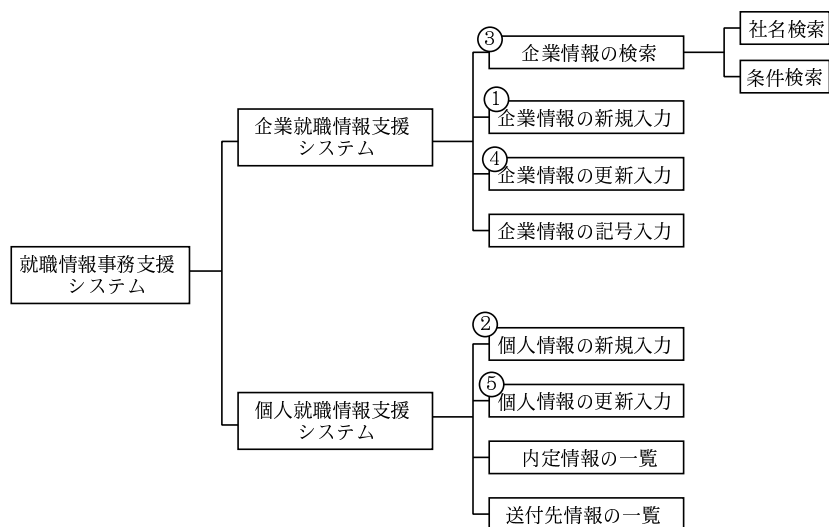 就職情報事務支援
システム
企業就職情報支援
システム
③
企業情報の検索
社名検索
条件検索
①
企業情報の新規入力
④
企業情報の更新入力
企業情報の記号入力
個人就職情報支援
システム
②
個人情報の新規入力
⑤
個人情報の更新入力
内定情報の一覧
送付先情報の一覧